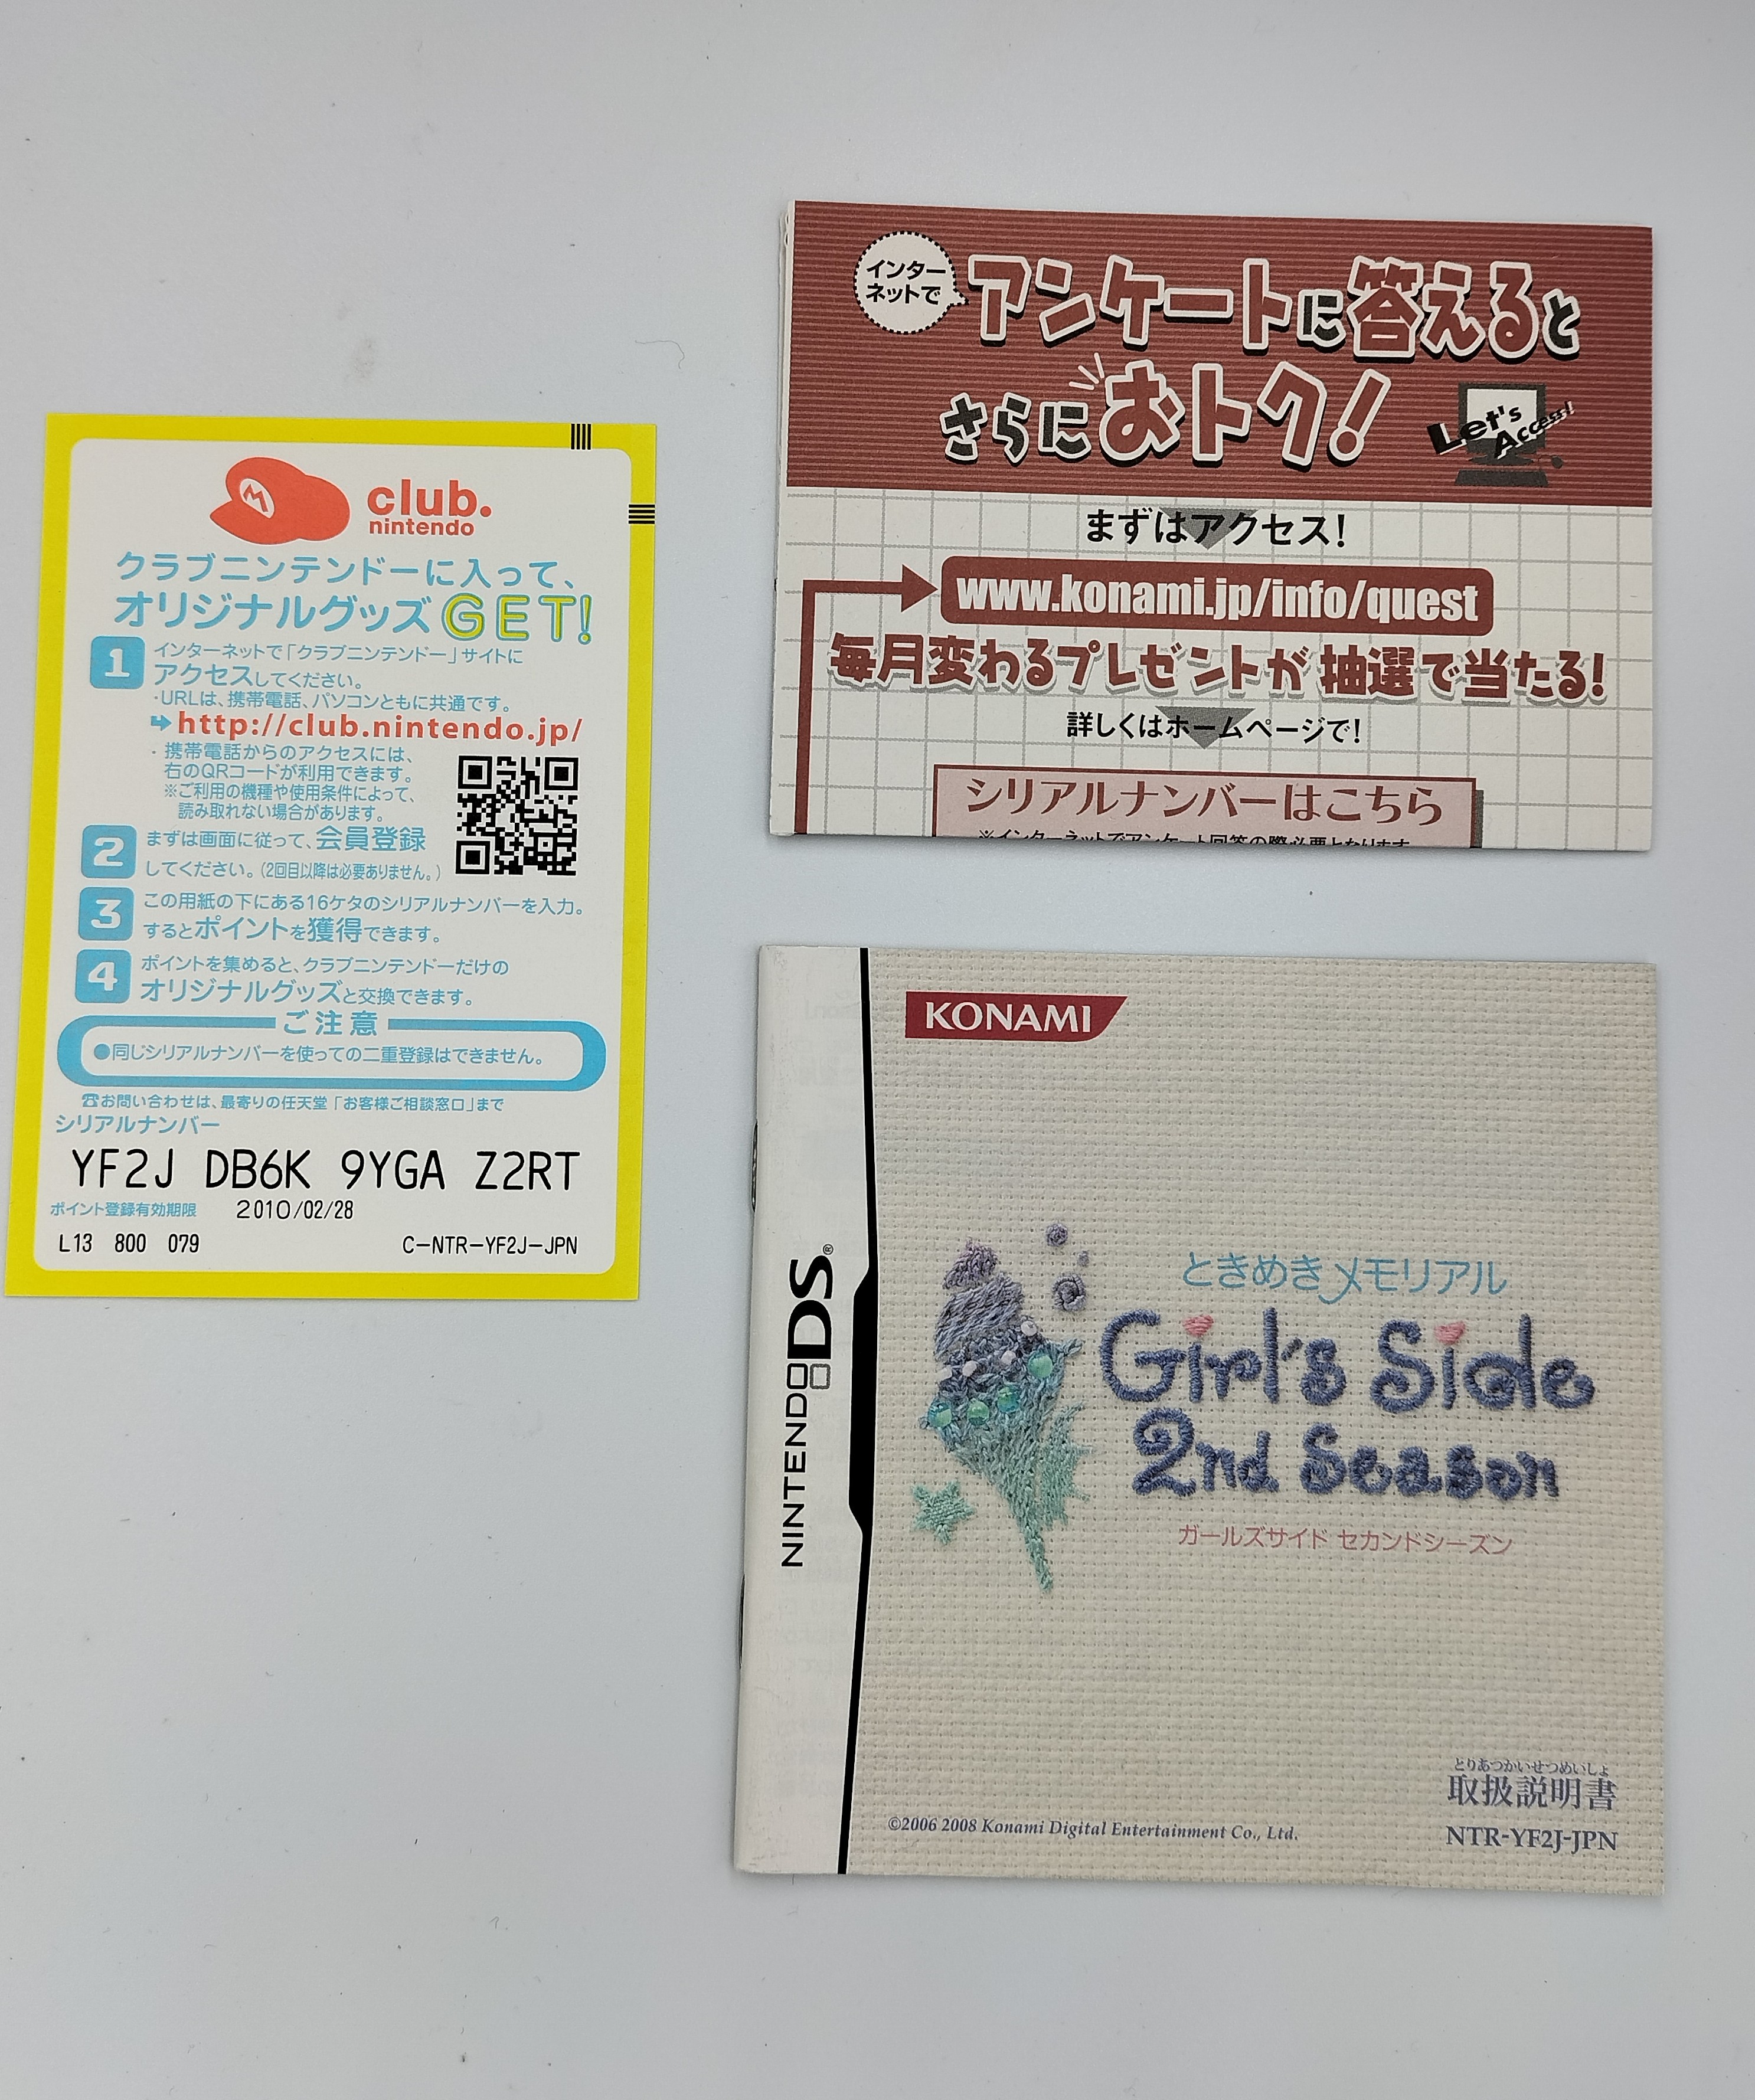 club.
nintendo
クラブニンテンドーに入って、
オリジナルグッズGET!
1
インターネットで「クラブニンテンドー」サイトに
アクセスしてください。
・URLは、携帯電話、パソコンともに共通です。
http://club.nintendo.jp/
・携帯電話からのアクセスには、
右のQRコードが利用できます。
※ご利用の機種や使用条件によって、
読み取れない場合があります。
2
まずは画面に従って、会員登録
してください。(2回目以降は必要ありません。)
3
この用紙の下にある16ケタのシリアルナンバーを入力。
するとポイントを獲得できます。
4
ポイントを集めると、クラブニンテンドーだけの
オリジナルグッズと交換できます。
ご注意
●同じシリアルナンバーを使っての二重登録はできません。
☎お問い合わせは、最寄りの任天堂「お客様ご相談窓口」まで
シリアルナンバー
YF2J DB6K 9YGA Z2RT
ポイント登録有効期限 2010/02/28
L13 800 079 C-NTR-YF2J-JPN
インター
ネットで
アンケートに答えると
さらにおトク!
Let's
Access!
まずはアクセス!
www.konami.jp/info/quest
毎月変わるプレゼントが抽選で当たる!
詳しくはホームページで!
シリアルナンバーはこちら
※インターネットでアンケート回答の際必要となります
KONAMI
NINTENDO DS®
ときめきメモリアル
Girl's Side
2nd Season
ガールズサイド セカンドシーズン
とりあつかいせつめいしょ
取扱説明書
©2006 2008 Konami Digital Entertainment Co., Ltd.
NTR-YF2J-JPN